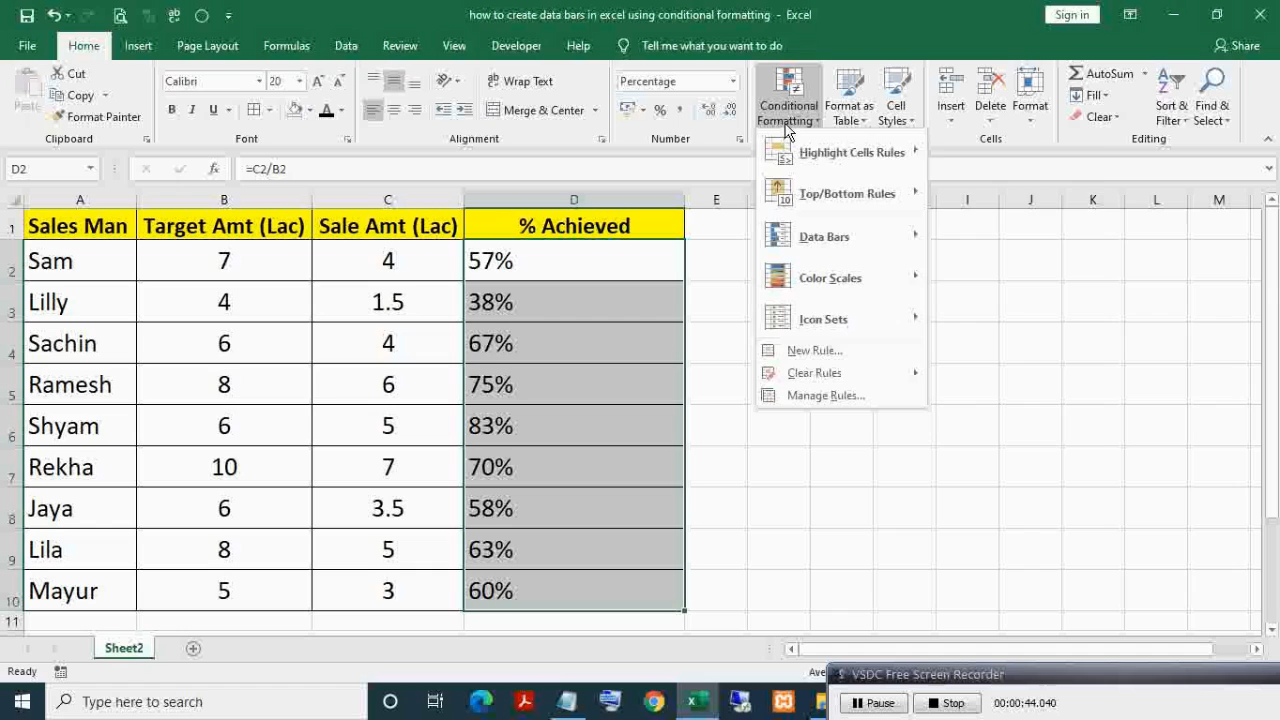 how to create data bars in excel using conditional formatting - Excel
Sign in
File Home Insert Page Layout Formulas Data Review View Developer Help Tell me what you want to do Share
Cut
Copy
Paste
Format Painter
Clipboard
Calibri 20
B I U
Font
Wrap Text
Merge & Center
Alignment
Percentage
Number
Conditional Formatting
Format as Table
Cell Styles
Insert Delete Format
Cells
AutoSum
Fill
Clear
Sort & Filter
Find & Select
Editing
Highlight Cells Rules
Top/Bottom Rules
Data Bars
Color Scales
Icon Sets
New Rule...
Clear Rules
Manage Rules...
D2 fx =C2/B2
A B C D E I J K L M
1 Sales Man Target Amt (Lac) Sale Amt (Lac) % Achieved
2 Sam 7 4 57%
3 Lilly 4 1.5 38%
4 Sachin 6 4 67%
5 Ramesh 8 6 75%
6 Shyam 6 5 83%
7 Rekha 10 7 70%
8 Jaya 6 3.5 58%
9 Lila 8 5 63%
10 Mayur 5 3 60%
11
Sheet2
Ready
VSDC Free Screen Recorder
Pause Stop 00:00:44.040
Type here to search